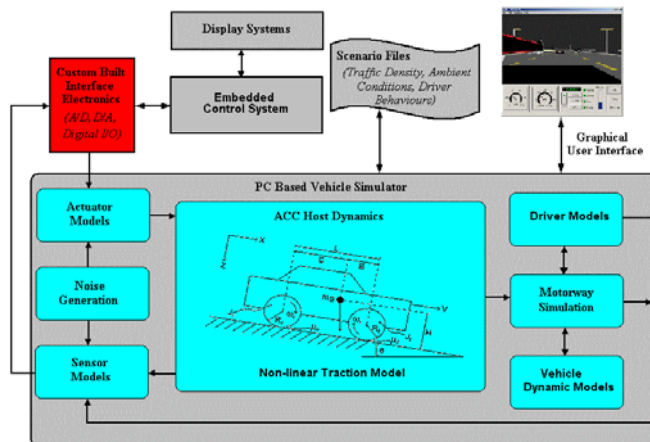 Display Systems
Custom Built
Interface
Electronics
(A/D, D/A,
Digital I/O)
Embedded
Control System
Scenario Files
(Traffic Density, Ambient
Conditions, Driver
Behaviours)
Graphical
User Interface
PC Based Vehicle Simulator
Actuator
Models
ACC Host Dynamics
Driver Models
Noise
Generation
Motorway
Simulation
Sensor
Models
Non-linear Traction Model
Vehicle
Dynamic Models
X
Z
L
mg
V
H
θ